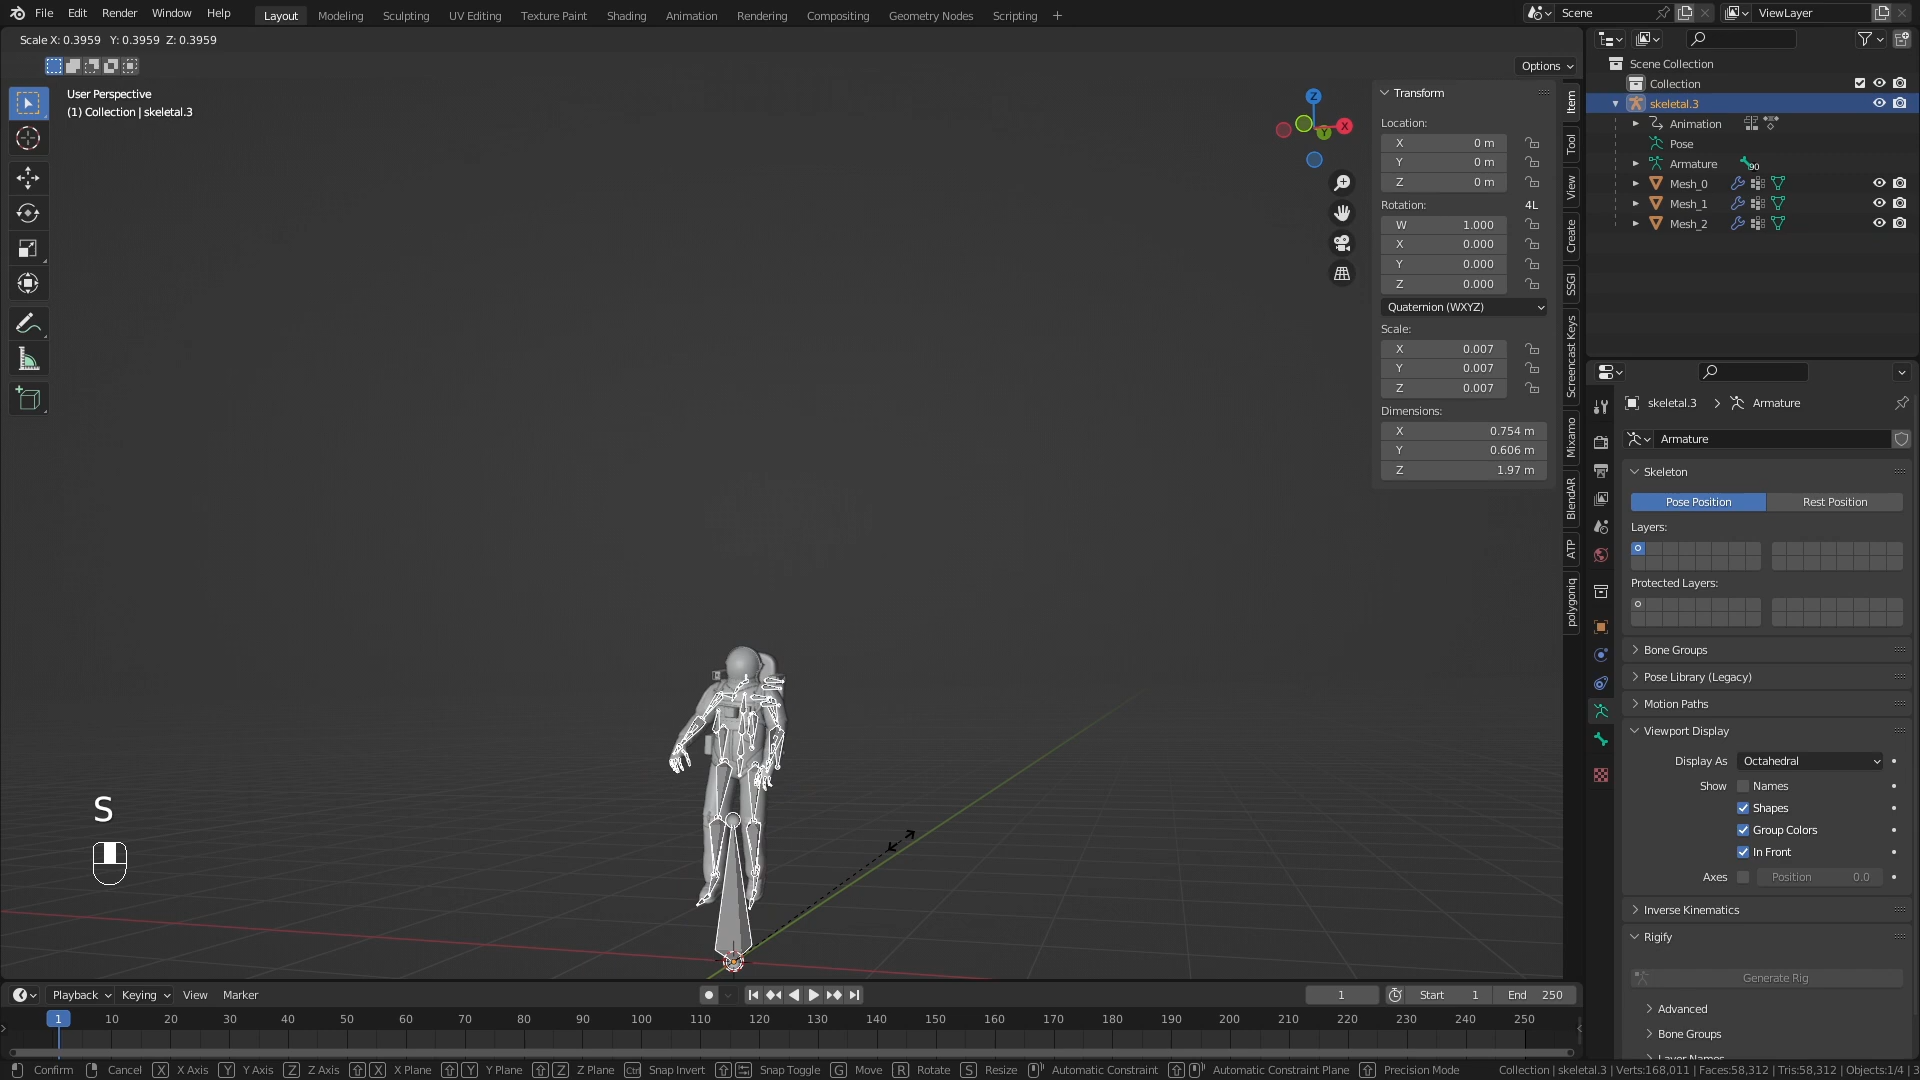 File Edit Render Window Help Layout Modeling Sculpting UV Editing Texture Paint Shading Animation Rendering Compositing Geometry Nodes Scripting + Scene ViewLayer
Scale X: 0.3959 Y: 0.3959 Z: 0.3959
Options
User Perspective
(1) Collection | skeletal.3
Z
X
Y
Transform
Location:
X 0 m
Y 0 m
Z 0 m
Rotation: 4L
W 1.000
X 0.000
Y 0.000
Z 0.000
Quaternion (WXYZ)
Scale:
X 0.007
Y 0.007
Z 0.007
Dimensions:
X 0.754 m
Y 0.606 m
Z 1.97 m
Item
Tool
View
Create
SSGI
Screencast Keys
Mixamo
BlendAR
ATP
polygoniq
Scene Collection
Collection
skeletal.3
Animation
Pose
Armature 90
Mesh_0
Mesh_1
Mesh_2
skeletal.3 > Armature
Armature
Skeleton
Pose Position Rest Position
Layers:
Protected Layers:
Bone Groups
Pose Library (Legacy)
Motion Paths
Viewport Display
Display As Octahedral
Show Names
Shapes
Group Colors
In Front
Axes Position 0.0
Inverse Kinematics
Rigify
Generate Rig
Advanced
Bone Groups
Layer Names
S
Playback Keying View Marker 1 Start 1 End 250
1 10 20 30 40 50 60 70 80 90 100 110 120 130 140 150 160 170 180 190 200 210 220 230 240 250
Confirm Cancel X X Axis Y Y Axis Z Z Axis X X Plane Y Y Plane Z Z Plane Ctrl Snap Invert Snap Toggle G Move R Rotate S Resize Automatic Constraint Automatic Constraint Plane Precision Mode Collection | skeletal.3 | Verts:168,011 | Faces:58,312 | Tris:58,312 | Objects:1/4 | 3